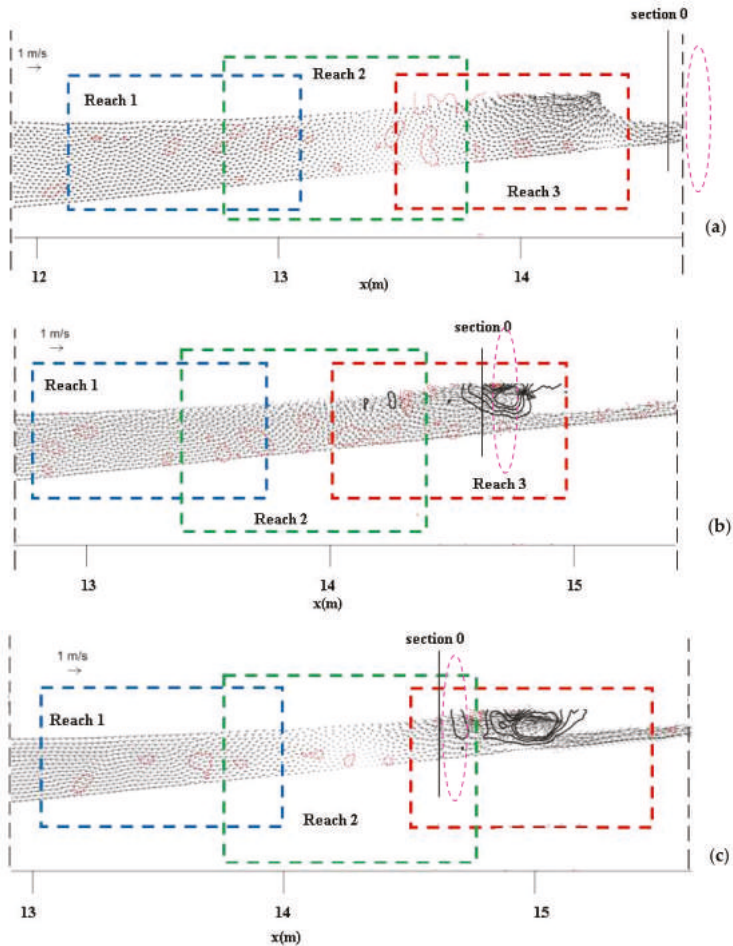 section 0
1 m/s
Reach 1
Reach 2
Reach 3
(a)
12
13
14
x(m)
section 0
1 m/s
Reach 1
Reach 3
Reach 2
(b)
13
14
15
x(m)
section 0
1 m/s
Reach 1
Reach 2
(c)
13
14
15
x(m)